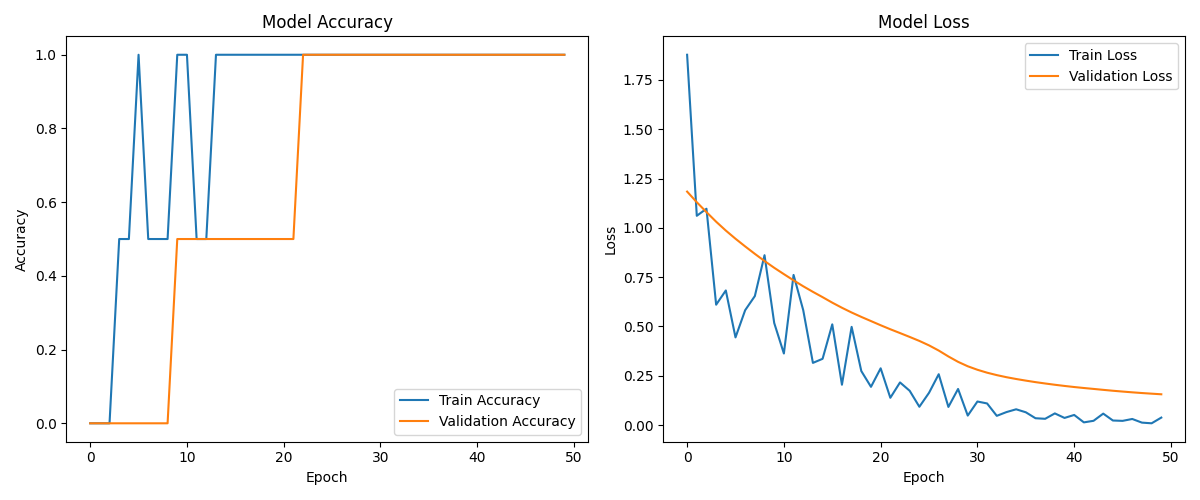 Model Accuracy
1.0
0.8
0.6
0.4
0.2
0.0
Accuracy
0
10
20
30
40
50
Epoch
Train Accuracy
Validation Accuracy
Model Loss
1.75
1.50
1.25
1.00
0.75
0.50
0.25
0.00
Loss
0
10
20
30
40
50
Epoch
Train Loss
Validation Loss